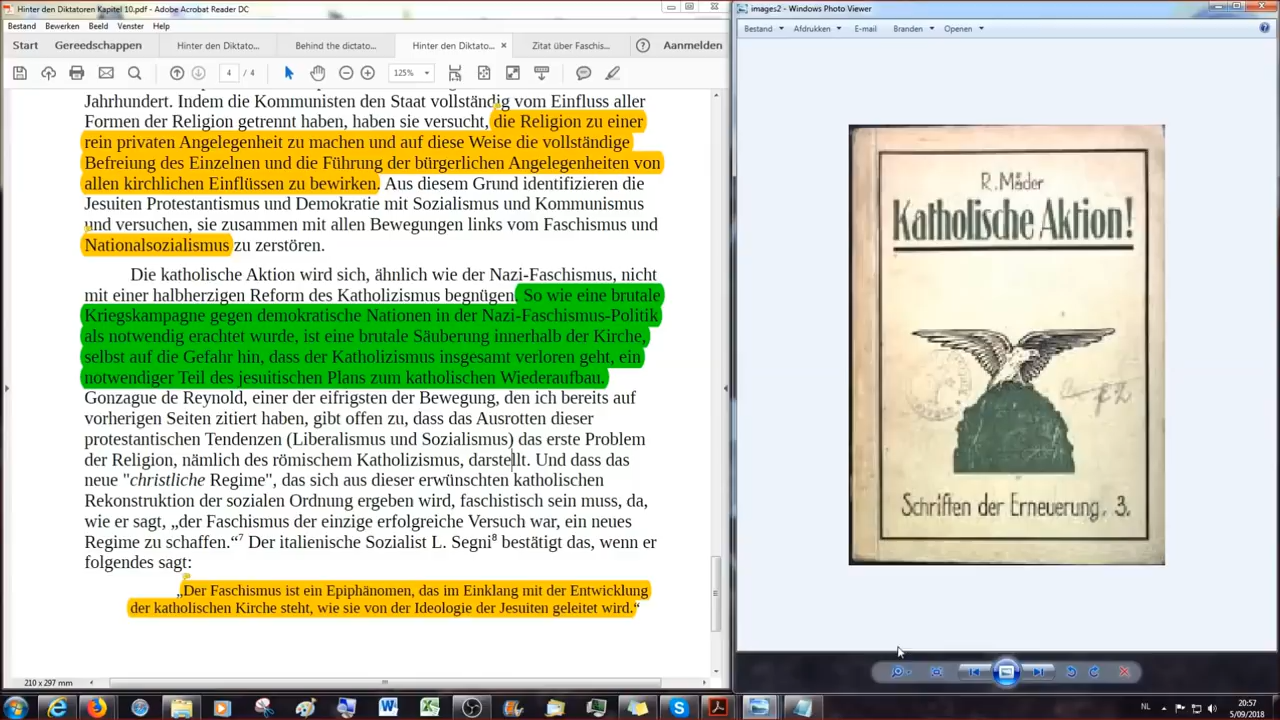 Hinter den Diktatoren Kapitel 10.pdf - Adobe Acrobat Reader DC
Bestand Bewerken Beeld Venster Help
Start Gereedschappen Hinter den Diktato... Behind the dictato... Hinter den Diktato... × Zitat über Faschis... Aanmelden
4 / 4 125%
Jahrhundert. Indem die Kommunisten den Staat vollständig vom Einfluss aller
Formen der Religion getrennt haben, haben sie versucht, die Religion zu einer
rein privaten Angelegenheit zu machen und auf diese Weise die vollständige
Befreiung des Einzelnen und die Führung der bürgerlichen Angelegenheiten von
allen kirchlichen Einflüssen zu bewirken. Aus diesem Grund identifizieren die
Jesuiten Protestantismus und Demokratie mit Sozialismus und Kommunismus
und versuchen, sie zusammen mit allen Bewegungen links vom Faschismus und
Nationalsozialismus zu zerstören.
Die katholische Aktion wird sich, ähnlich wie der Nazi-Faschismus, nicht
mit einer halbherzigen Reform des Katholizismus begnügen. So wie eine brutale
Kriegskampagne gegen demokratische Nationen in der Nazi-Faschismus-Politik
als notwendig erachtet wurde, ist eine brutale Säuberung innerhalb der Kirche,
selbst auf die Gefahr hin, dass der Katholizismus insgesamt verloren geht, ein
notwendiger Teil des jesuitischen Plans zum katholischen Wiederaufbau.
Gonzague de Reynold, einer der eifrigsten der Bewegung, den ich bereits auf
vorherigen Seiten zitiert haben, gibt offen zu, dass das Ausrotten dieser
protestantischen Tendenzen (Liberalismus und Sozialismus) das erste Problem
der Religion, nämlich des römischem Katholizismus, darstellt. Und dass das
neue "christliche Regime", das sich aus dieser erwünschten katholischen
Rekonstruktion der sozialen Ordnung ergeben wird, faschistisch sein muss, da,
wie er sagt, „der Faschismus der einzige erfolgreiche Versuch war, ein neues
Regime zu schaffen.“⁷ Der italienische Sozialist L. Segni⁸ bestätigt das, wenn er
folgendes sagt:
„Der Faschismus ist ein Epiphänomen, das im Einklang mit der Entwicklung
der katholischen Kirche steht, wie sie von der Ideologie der Jesuiten geleitet wird.“
210 x 297 mm
images2 - Windows Photo Viewer
Bestand Afdrukken E-mail Branden Openen
R. Mäder
Katholische Aktion!
Schriften der Erneuerung. 3.
NL
20:57
5/09/2018